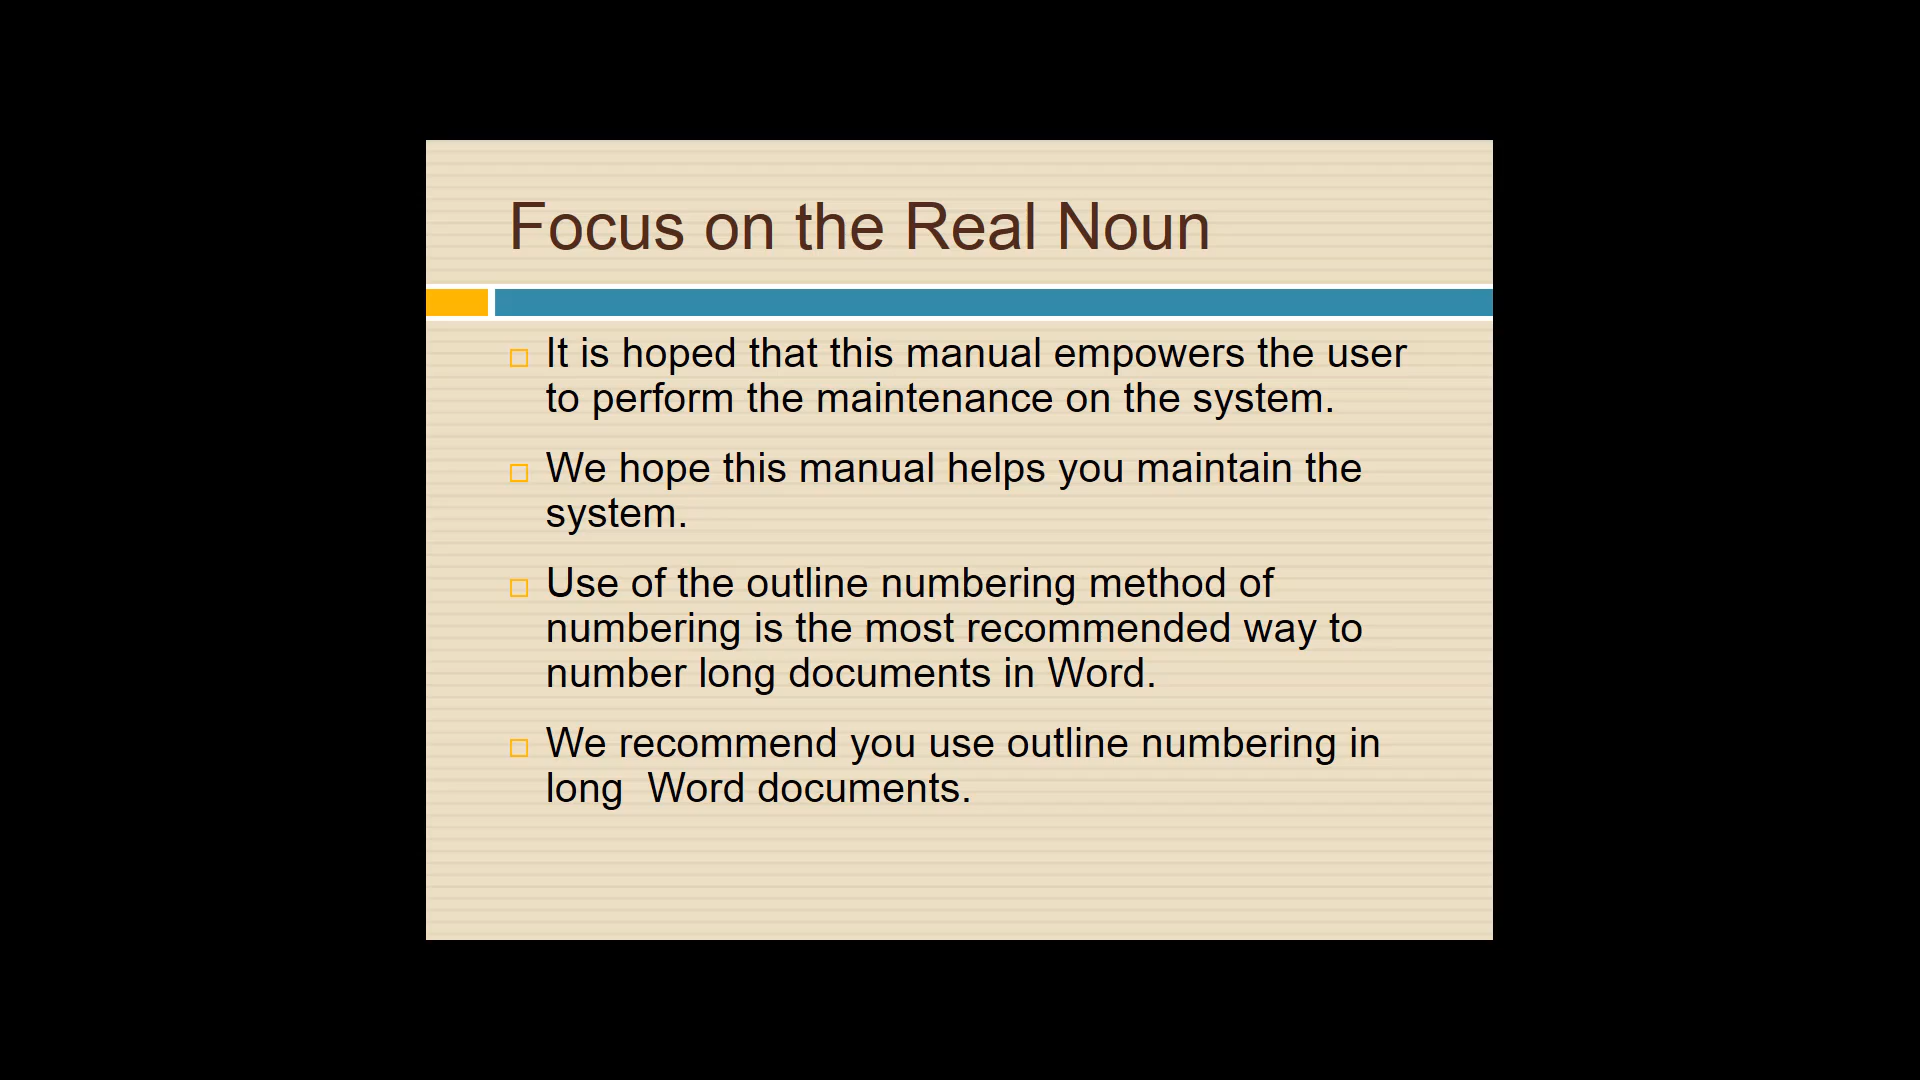 Focus on the Real Noun
It is hoped that this manual empowers the user
to perform the maintenance on the system.
We hope this manual helps you maintain the
system.
Use of the outline numbering method of
numbering is the most recommended way to
number long documents in Word.
We recommend you use outline numbering in
long  Word documents.